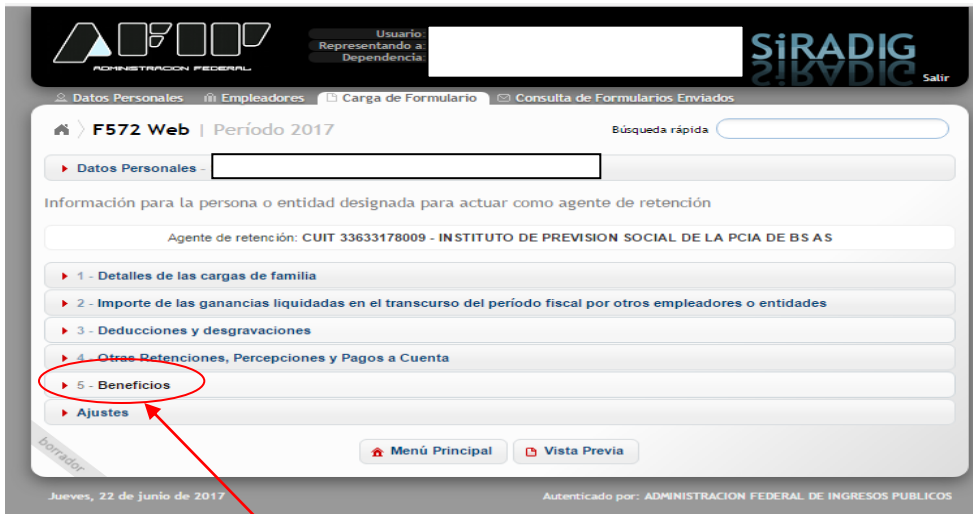 AFIP
ADMINISTRACION FEDERAL
Usuario:
Representando a:
Dependencia:
SiRADIG
Salir
Datos Personales Empleadores Carga de Formulario Consulta de Formularios Enviados
F572 Web | Período 2017 Búsqueda rápida
Datos Personales -
Información para la persona o entidad designada para actuar como agente de retención
Agente de retención: CUIT 33633178009 - INSTITUTO DE PREVISION SOCIAL DE LA PCIA DE BS AS
1 - Detalles de las cargas de familia
2 - Importe de las ganancias liquidadas en el transcurso del período fiscal por otros empleadores o entidades
3 - Deducciones y desgravaciones
4 - Otras Retenciones, Percepciones y Pagos a Cuenta
5 - Beneficios
Ajustes
borrador
Menú Principal Vista Previa
Jueves, 22 de junio de 2017 Autenticado por: ADMINISTRACION FEDERAL DE INGRESOS PUBLICOS